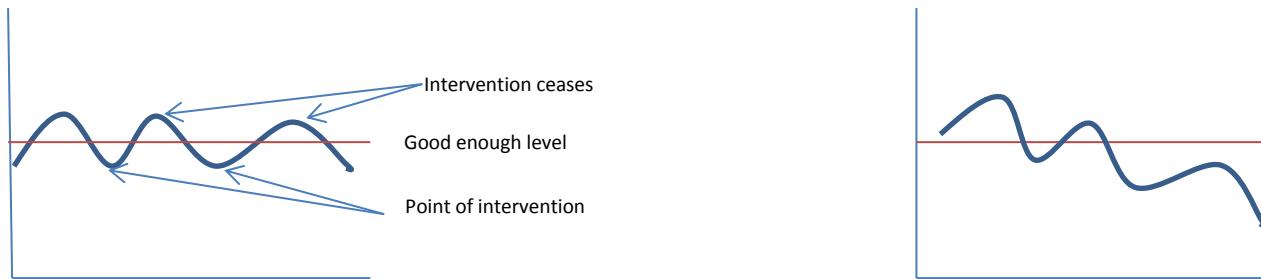 Intervention ceases
Good enough level
Point of intervention